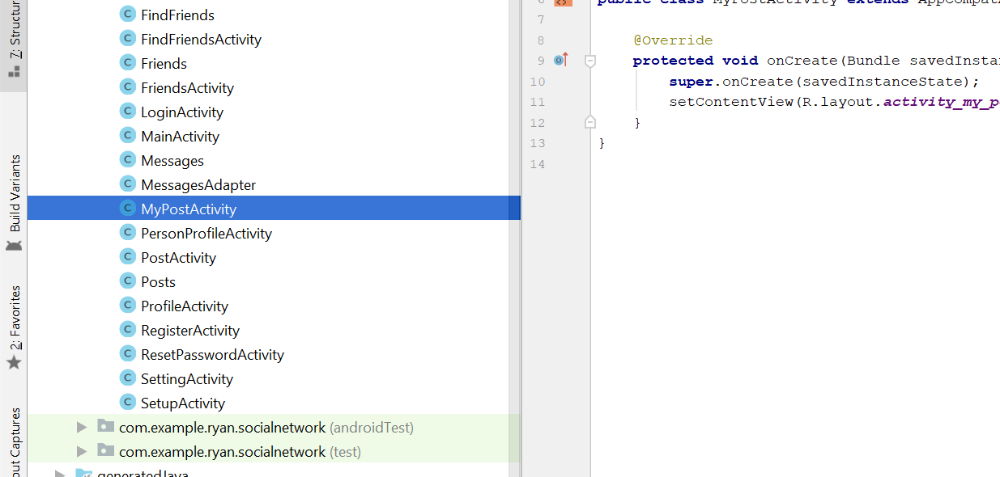 7: Structur
Build Variants
2: Favorites
out Captures
FindFriends
FindFriendsActivity
Friends
FriendsActivity
LoginActivity
MainActivity
Messages
MessagesAdapter
MyPostActivity
PersonProfileActivity
PostActivity
Posts
ProfileActivity
RegisterActivity
ResetPasswordActivity
SettingActivity
SetupActivity
com.example.ryan.socialnetwork (androidTest)
com.example.ryan.socialnetwork (test)
generatedJava
6 public class MyPostActivity extends AppCompat
7
8 @Override
9 protected void onCreate(Bundle savedInsta
10 super.onCreate(savedInstanceState);
11 setContentView(R.layout.activity_my_p
12 }
13 }
14